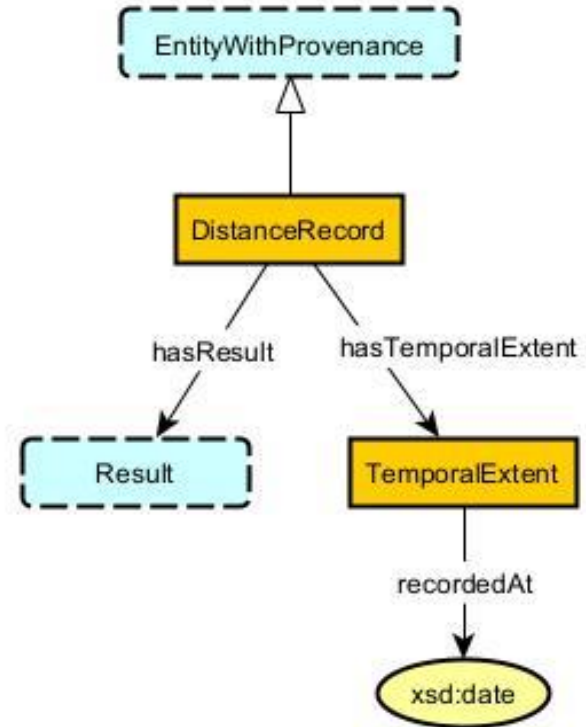 EntityWithProvenance
DistanceRecord
hasResult
hasTemporalExtent
Result
TemporalExtent
recordedAt
xsd:date